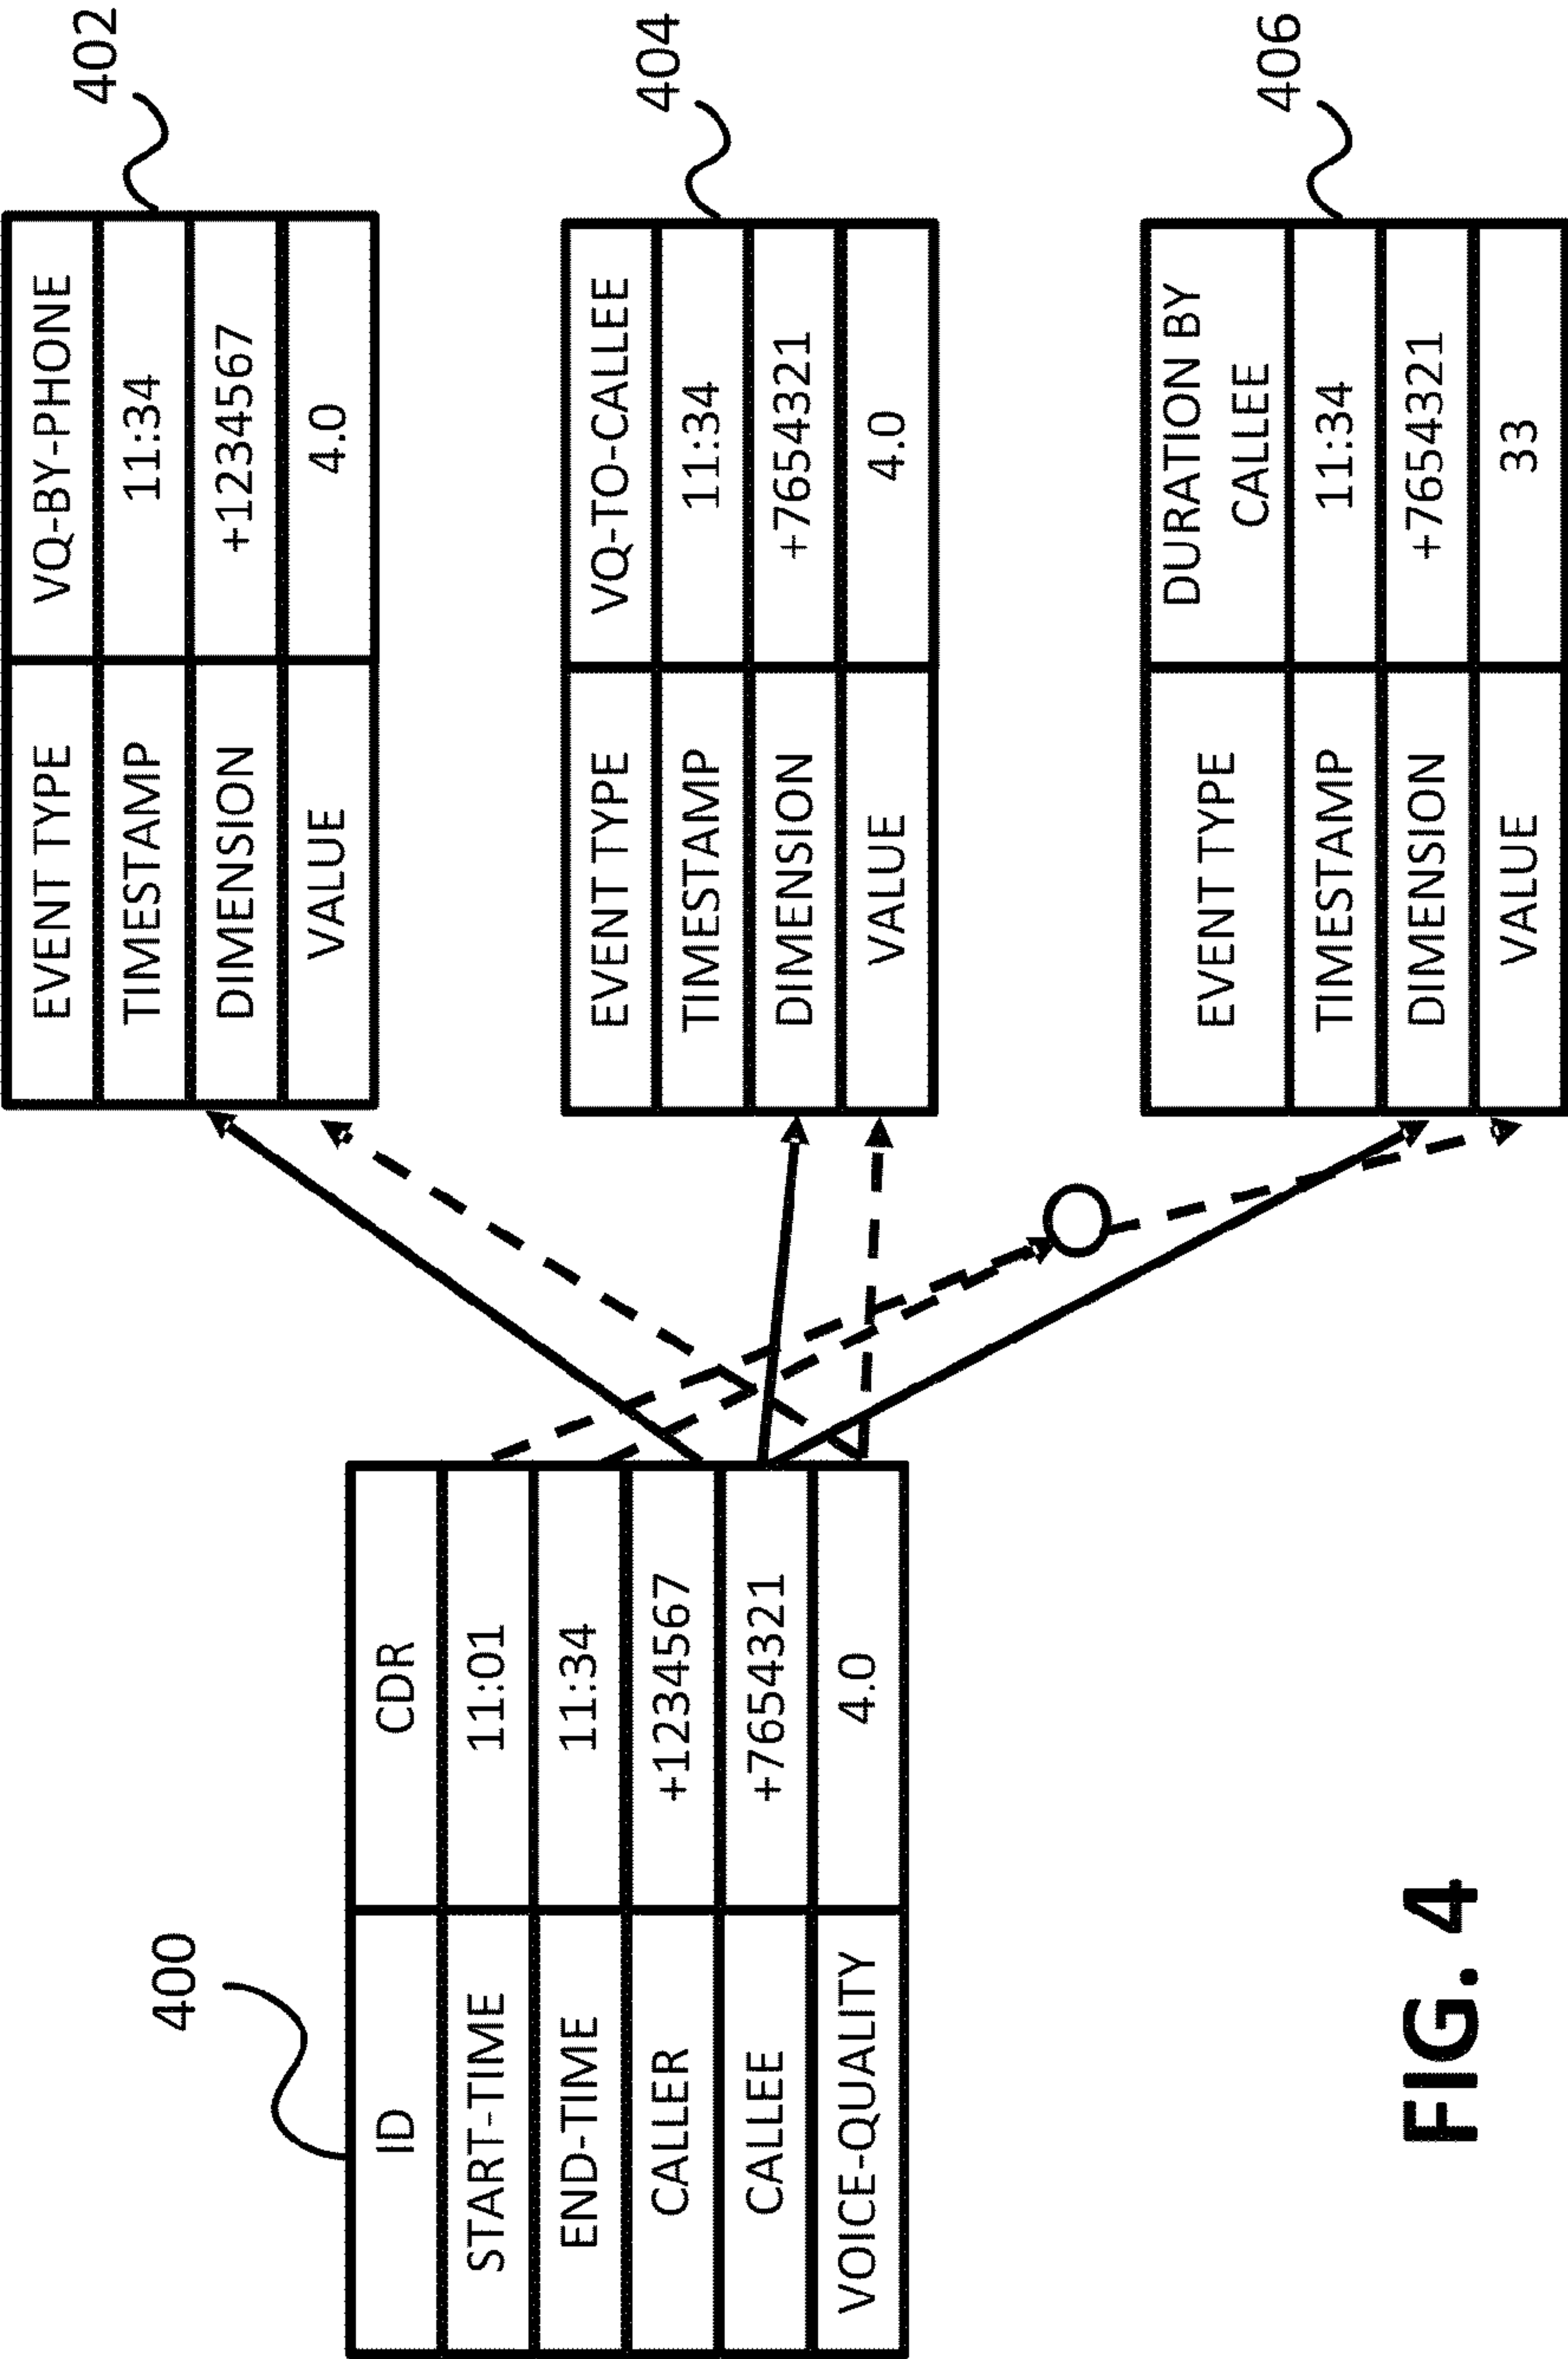 400
ID CDR
START-TIME 11:01
END-TIME 11:34
CALLER +1234567
CALLEE +7654321
VOICE-QUALITY 4.0
402
EVENT TYPE VQ-BY-PHONE
TIMESTAMP 11:34
DIMENSION +1234567
VALUE 4.0
404
EVENT TYPE VQ-TO-CALLEE
TIMESTAMP 11:34
DIMENSION +7654321
VALUE 4.0
406
EVENT TYPE DURATION BY
CALLEE
TIMESTAMP 11:34
DIMENSION +7654321
VALUE 33
FIG. 4